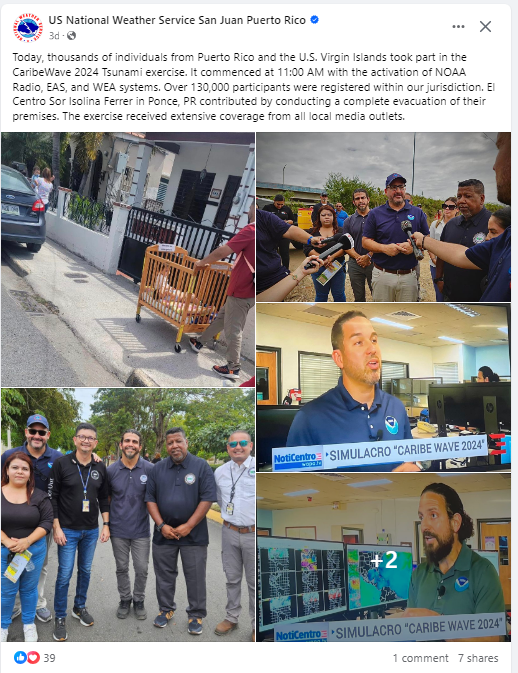 US National Weather Service San Juan Puerto Rico
3d
Today, thousands of individuals from Puerto Rico and the U.S. Virgin Islands took part in the
CaribeWave 2024 Tsunami exercise. It commenced at 11:00 AM with the activation of NOAA
Radio, EAS, and WEA systems. Over 130,000 participants were registered within our jurisdiction. El
Centro Sor Isolina Ferrer in Ponce, PR contributed by conducting a complete evacuation of their
premises. The exercise received extensive coverage from all local media outlets.
NotiCentro
SIMULACRO "CARIBE WAVE 2024"
+2
NotiCentro
SIMULACRO "CARIBE WAVE 2024"
39
1 comment 7 shares